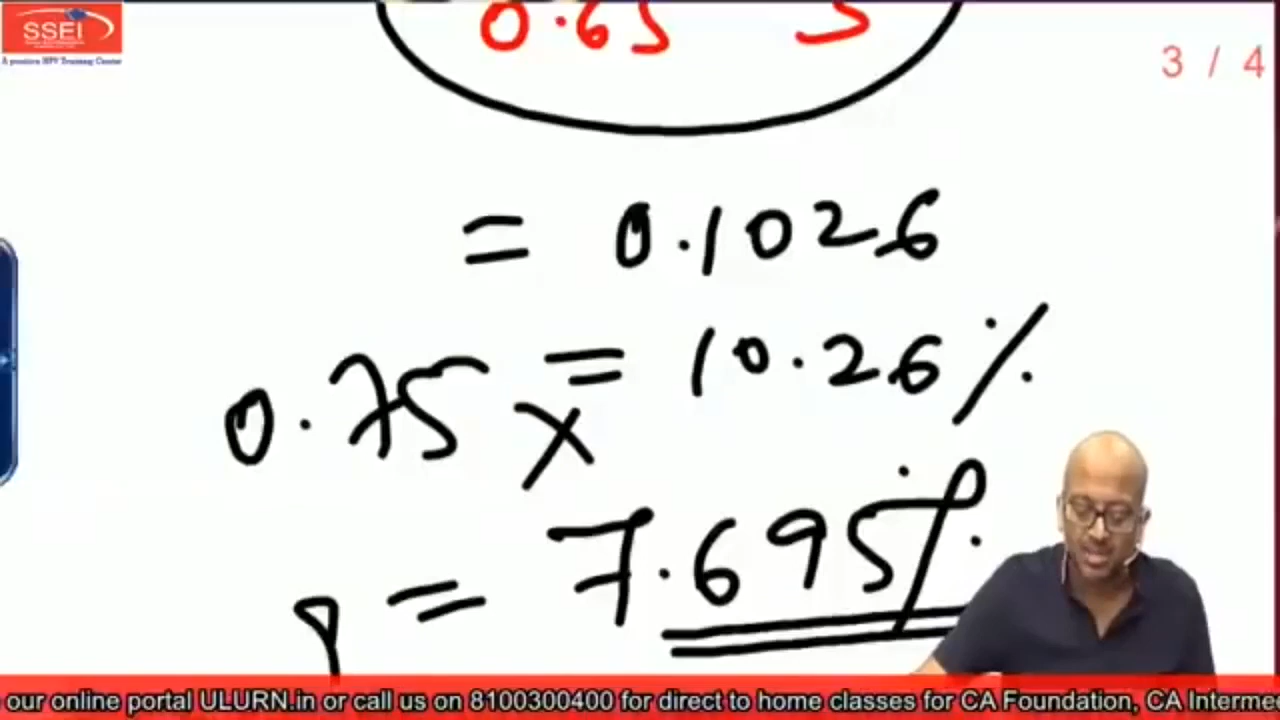 SSEI
0.65 5
3 / 4
= 0.1026
= 10.26%
0.75 X
= 7.695%
our online portal ULURN.in or call us on 8100300400 for direct to home classes for CA Foundation, CA Interme